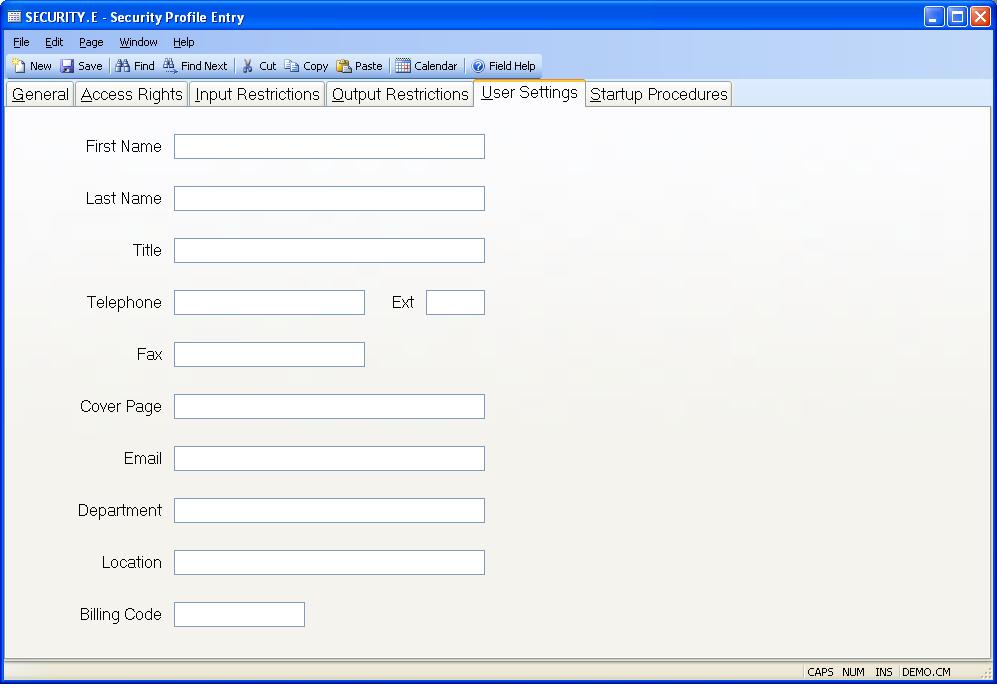 SECURITY.E - Security Profile Entry
File Edit Page Window Help
New Save Find Find Next Cut Copy Paste Calendar Field Help
General Access Rights Input Restrictions Output Restrictions User Settings Startup Procedures
First Name
Last Name
Title
Telephone Ext
Fax
Cover Page
Email
Department
Location
Billing Code
CAPS NUM INS DEMO.CM